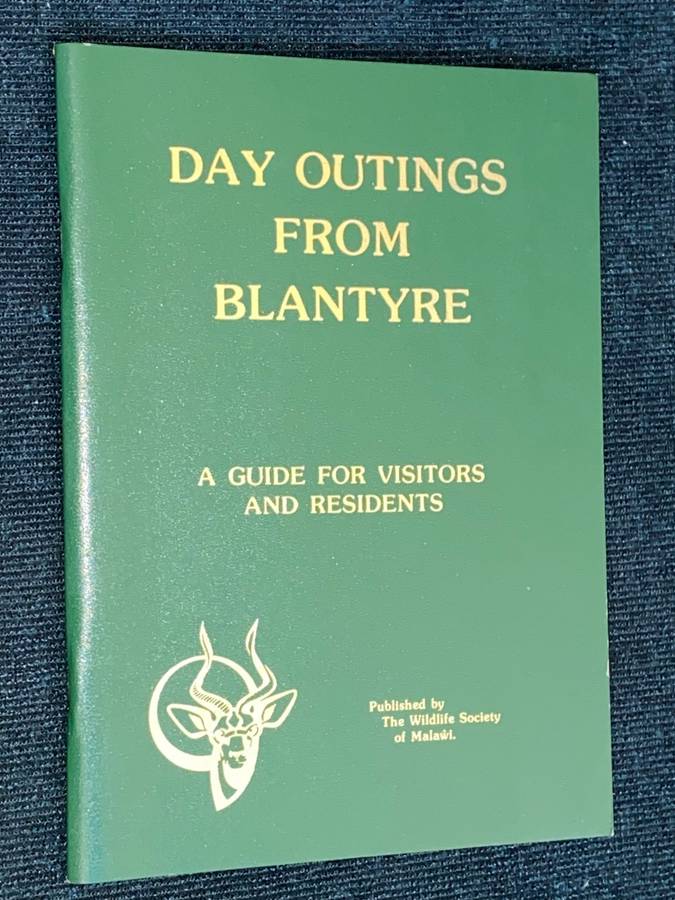 DAY OUTINGS
FROM
BLANTYRE
A GUIDE FOR VISITORS
AND RESIDENTS
Published by
The Wildlife Society
of Malaŵi.